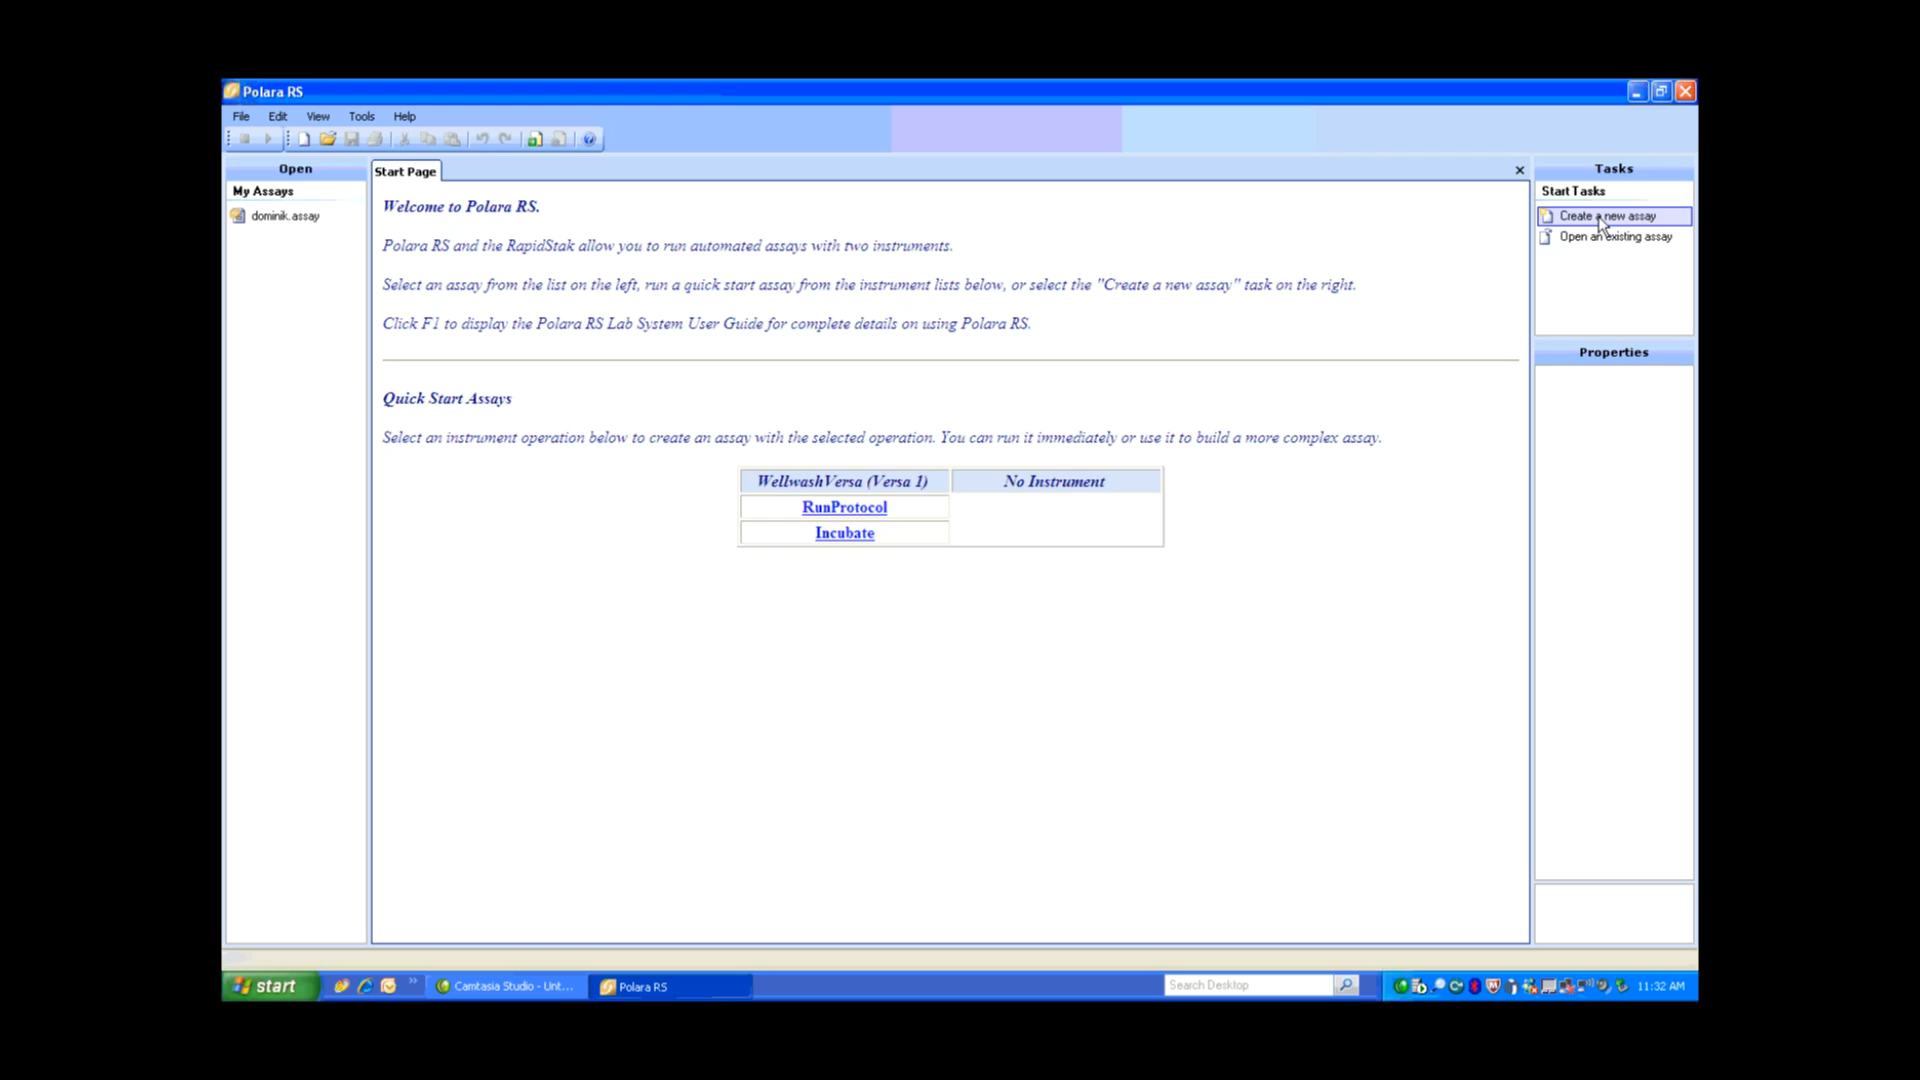 Polara RS
File Edit View Tools Help
Open
My Assays
dominik.assay
Start Page
Welcome to Polara RS.
Polara RS and the RapidStak allow you to run automated assays with two instruments.
Select an assay from the list on the left, run a quick start assay from the instrument lists below, or select the "Create a new assay" task on the right.
Click F1 to display the Polara RS Lab System User Guide for complete details on using Polara RS.
Quick Start Assays
Select an instrument operation below to create an assay with the selected operation. You can run it immediately or use it to build a more complex assay.
WellwashVersa (Versa 1) No Instrument
RunProtocol
Incubate
Tasks
Start Tasks
Create a new assay
Open an existing assay
Properties
start
Camtasia Studio - Unt...
Polara RS
Search Desktop
11:32 AM